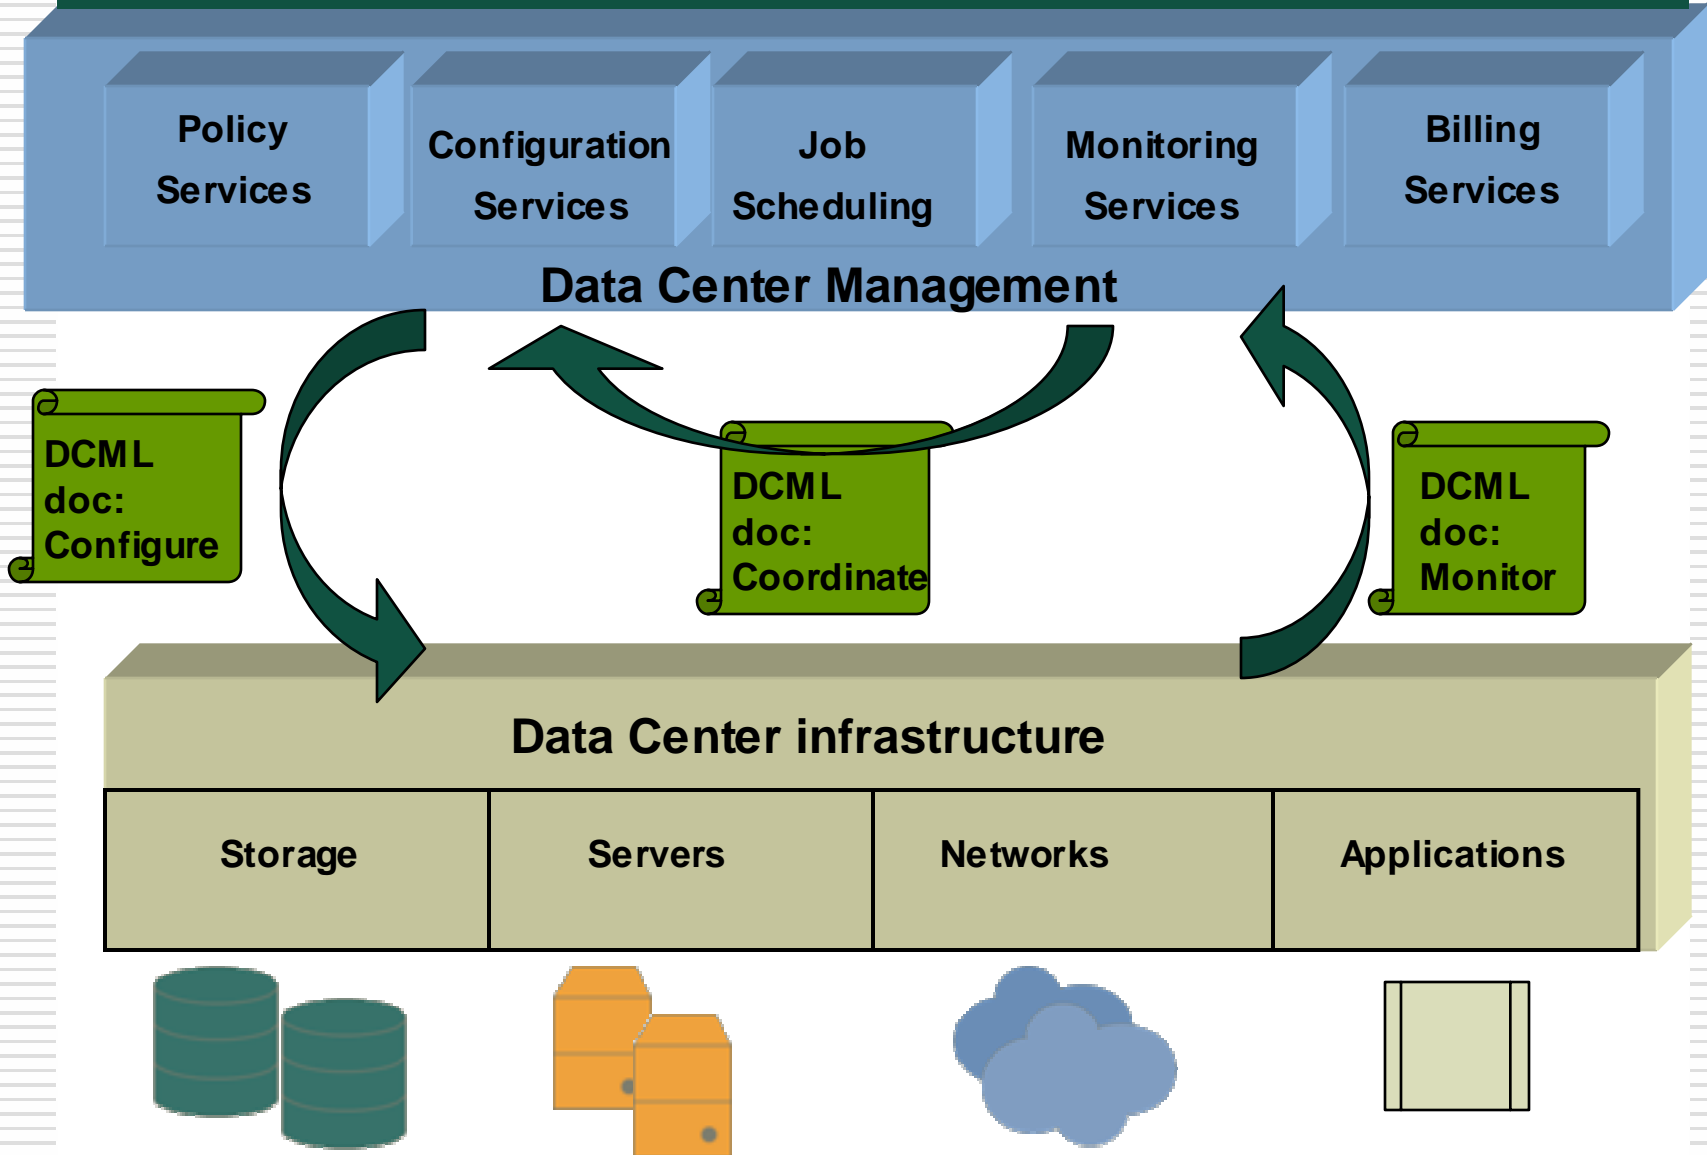 Policy
Services
Configuration
Services
Job
Scheduling
Monitoring
Services
Billing
Services
Data Center Management
DCML
doc:
Configure
DCML
doc:
Coordinate
DCML
doc:
Monitor
Data Center infrastructure
Storage
Servers
Networks
Applications